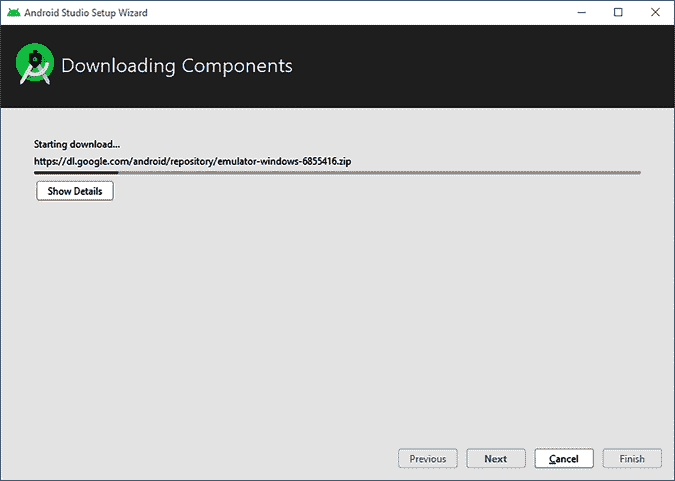 Android Studio Setup Wizard
Downloading Components
Starting download...
https://dl.google.com/android/repository/emulator-windows-6855416.zip
Show Details
Previous
Next
Cancel
Finish